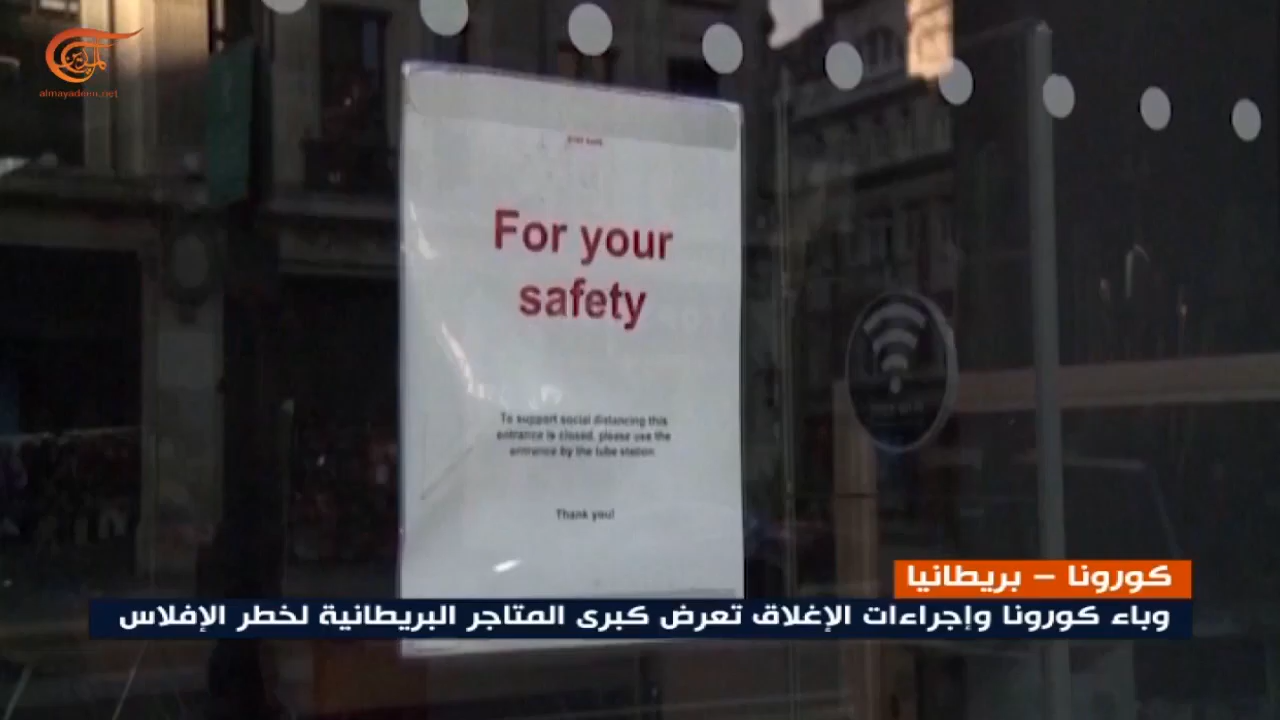 الميادين
almayadeen.net
For your
safety
To support social distancing this
entrance is closed, please use the
entrance by the tube station
Thank you!
كورونا – بريطانيا
وباء كورونا وإجراءات الإغلاق تعرض كبرى المتاجر البريطانية لخطر الإفلاس